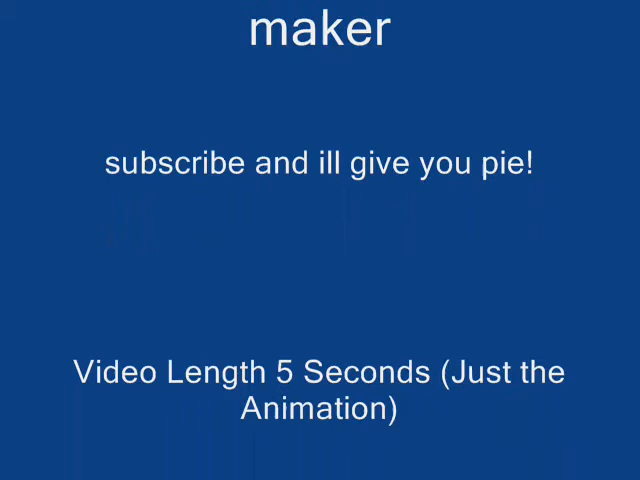 maker
subscribe and ill give you pie!
Video Length 5 Seconds (Just the
Animation)